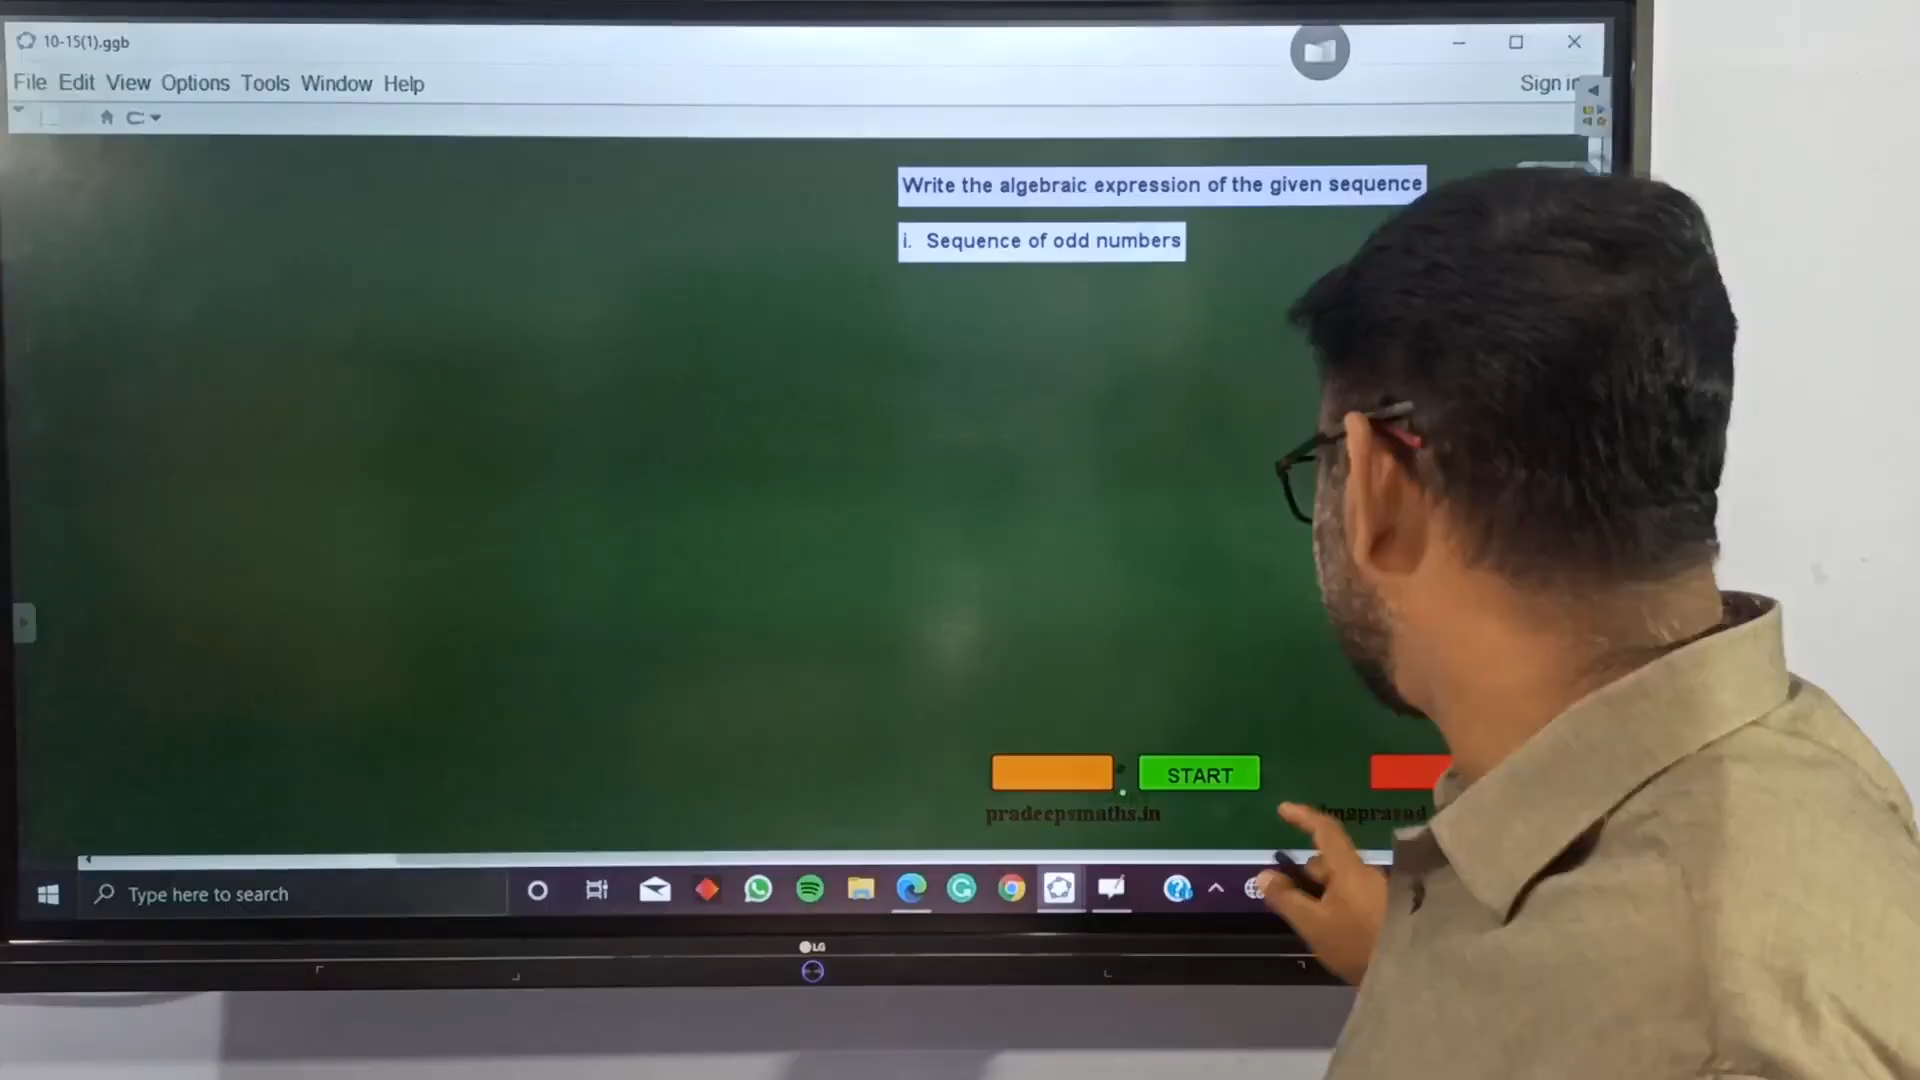 10-15(1).ggb
File Edit View Options Tools Window Help
Sign in
Write the algebraic expression of the given sequence
i. Sequence of odd numbers
START
pradeepsmaths.in
Type here to search
LG